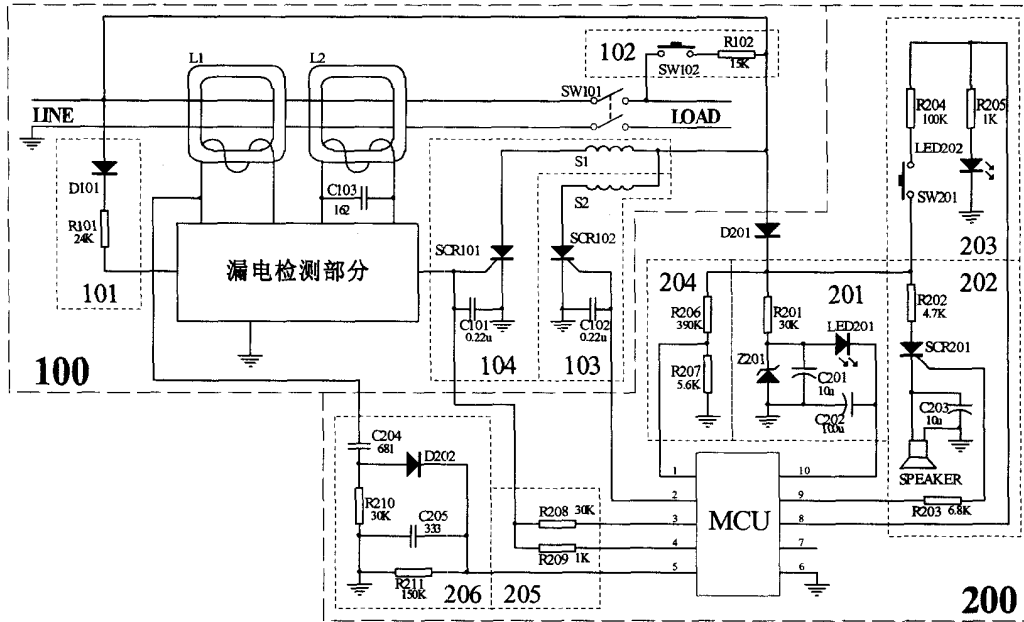 L1
L2
102
R102
15K
SW102
SW101
LINE
LOAD
R204
100K
R205
1K
LED202
SW201
203
D101
R101
24K
101
C103
162
S1
S2
SCR101
SCR102
漏电检测部分
D201
C101
0.22u
C102
0.22u
104
103
100
204
201
202
R206
390K
R201
30K
LED201
R202
4.7K
SCR201
R207
5.6K
Z201
C201
10u
C202
100u
C203
10u
SPEAKER
C204
681
D202
R210
30K
C205
333
R211
150K
206
205
R208
30K
R209
1K
MCU
1
2
3
4
5
10
9
8
7
6
R203
6.8K
200